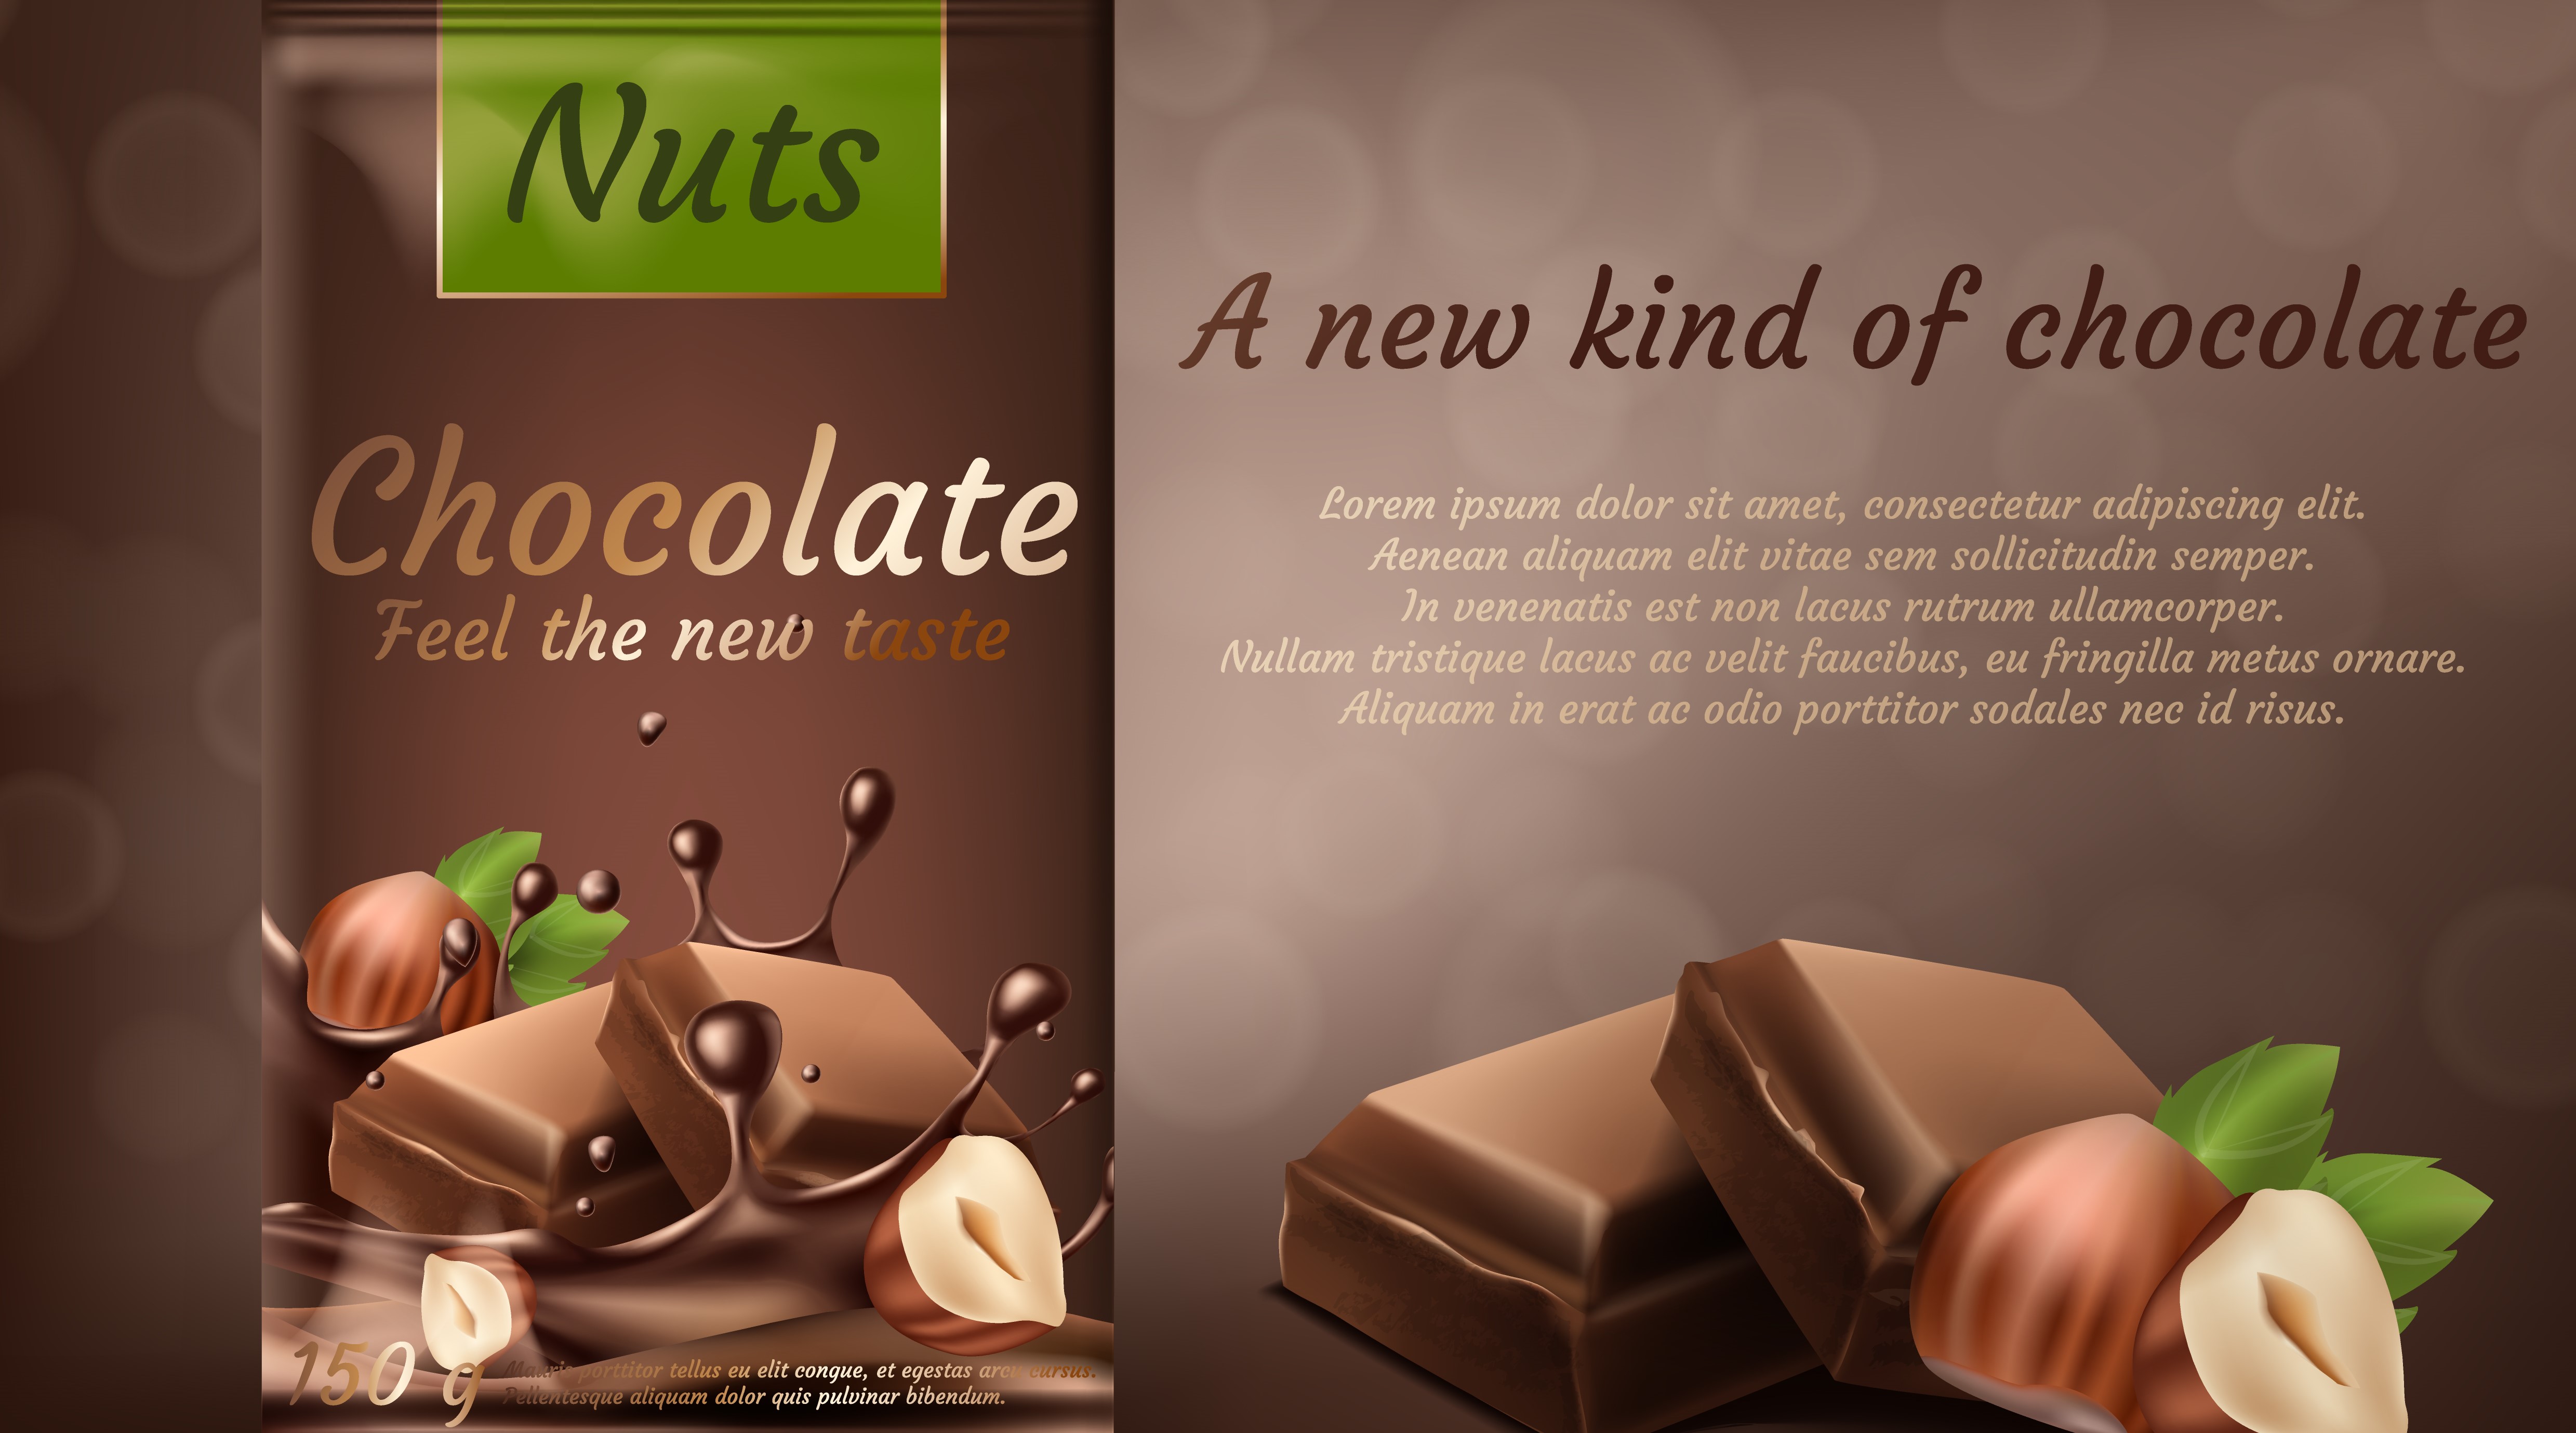 Nuts
Chocolate
Feel the new taste
150 g
Mauris porttitor tellus eu elit congue, et egestas arcu cursus.
Pellentesque aliquam dolor quis pulvinar bibendum.
A new kind of chocolate
Lorem ipsum dolor sit amet, consectetur adipiscing elit.
Aenean aliquam elit vitae sem sollicitudin semper.
In venenatis est non lacus rutrum ullamcorper.
Nullam tristique lacus ac velit faucibus, eu fringilla metus ornare.
Aliquam in erat ac odio porttitor sodales nec id risus.